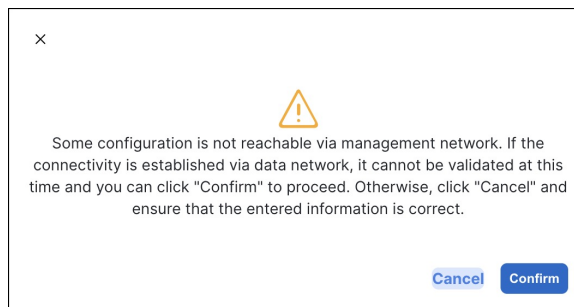 Some configuration is not reachable via management network. If the
connectivity is established via data network, it cannot be validated at this
time and you can click "Confirm" to proceed. Otherwise, click "Cancel" and
ensure that the entered information is correct.
Cancel Confirm